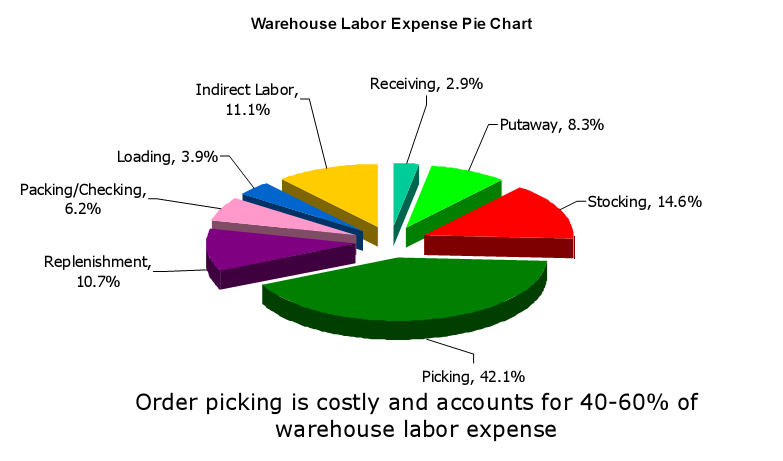 Warehouse Labor Expense Pie Chart
Receiving, 2.9%
Indirect Labor,
11.1%
Putaway, 8.3%
Loading, 3.9%
Packing/Checking,
6.2%
Stocking, 14.6%
Replenishment,
10.7%
Picking, 42.1%
Order picking is costly and accounts for 40-60% of
warehouse labor expense